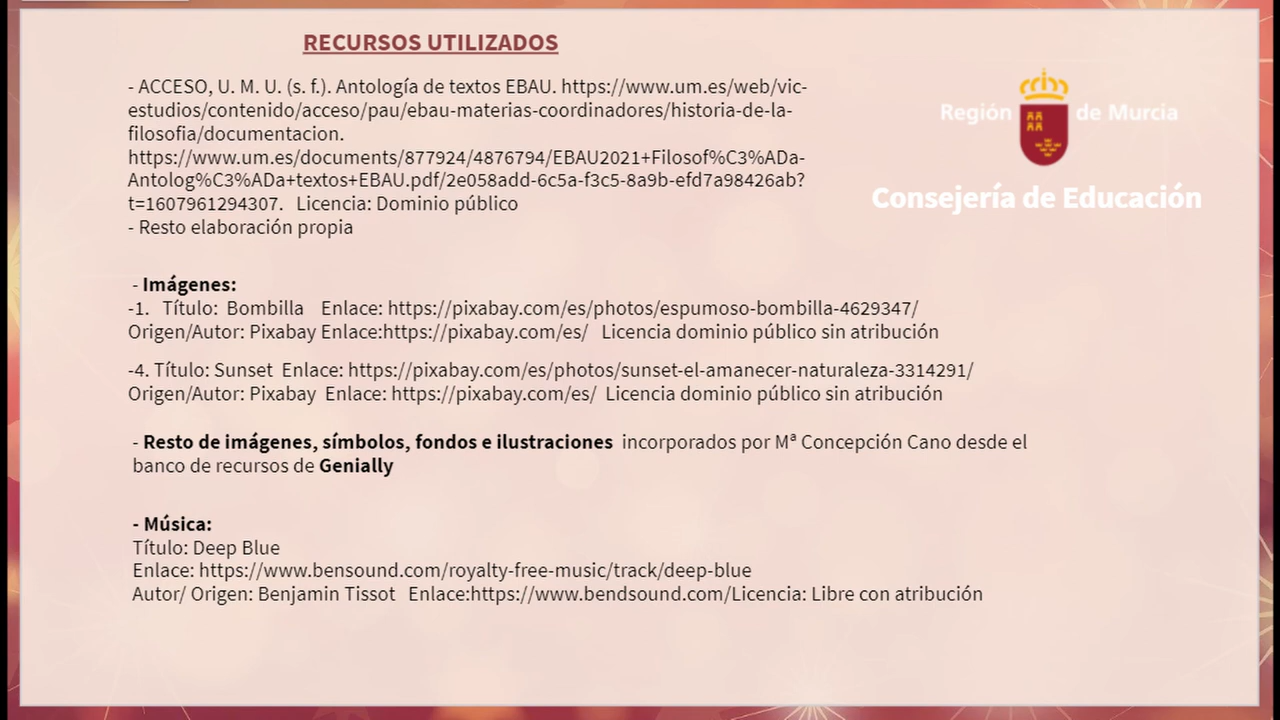 RECURSOS UTILIZADOS
- ACCESO, U. M. U. (s. f.). Antología de textos EBAU. https://www.um.es/web/vic-
estudios/contenido/acceso/pau/ebau-materias-coordinadores/historia-de-la-
filosofia/documentacion.
https://www.um.es/documents/877924/4876794/EBAU2021+Filosof%C3%ADa-
Antolog%C3%ADa+textos+EBAU.pdf/2e058add-6c5a-f3c5-8a9b-efd7a98426ab?
t=1607961294307. Licencia: Dominio público
- Resto elaboración propia
Región de Murcia
Consejería de Educación
- Imágenes:
-1. Título: Bombilla Enlace: https://pixabay.com/es/photos/espumoso-bombilla-4629347/
Origen/Autor: Pixabay Enlace:https://pixabay.com/es/ Licencia dominio público sin atribución
-4. Título: Sunset Enlace: https://pixabay.com/es/photos/sunset-el-amanecer-naturaleza-3314291/
Origen/Autor: Pixabay Enlace: https://pixabay.com/es/ Licencia dominio público sin atribución
- Resto de imágenes, símbolos, fondos e ilustraciones incorporados por Mª Concepción Cano desde el
banco de recursos de Genially
- Música:
Título: Deep Blue
Enlace: https://www.bensound.com/royalty-free-music/track/deep-blue
Autor/ Origen: Benjamin Tissot Enlace:https://www.bendsound.com/Licencia: Libre con atribución